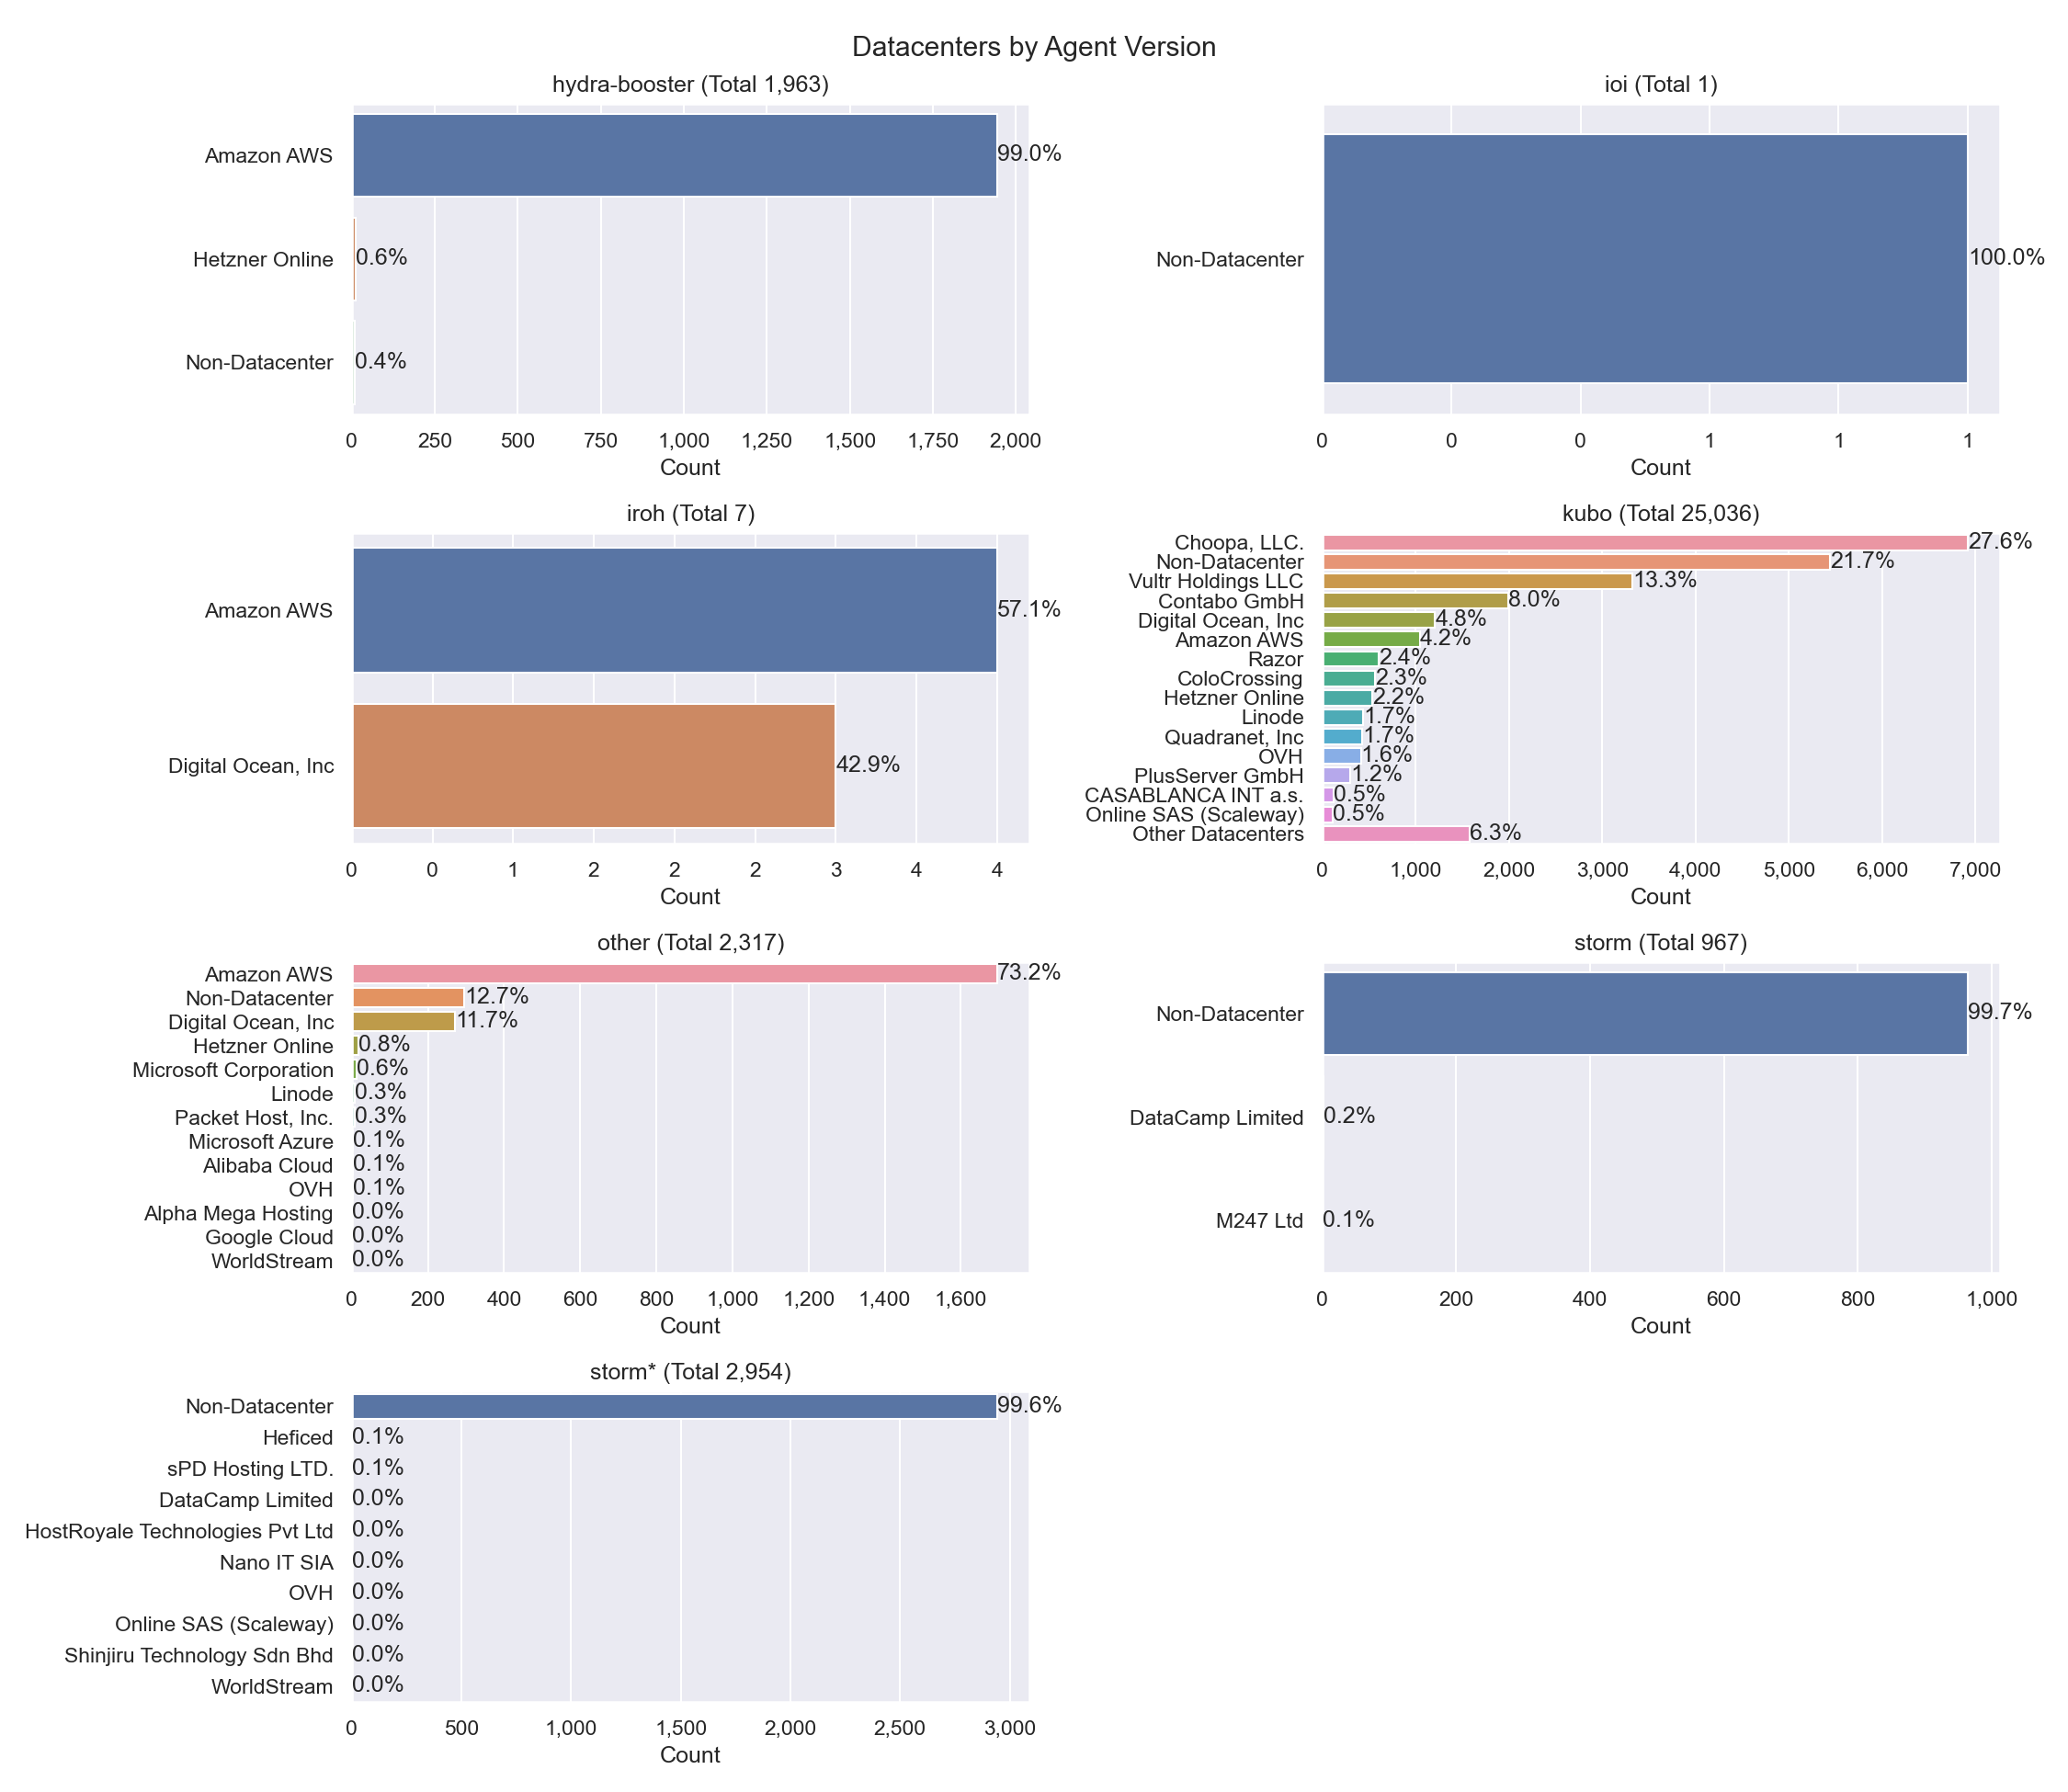 Datacenters by Agent Version
hydra-booster (Total 1,963)
Amazon AWS
99.0%
Hetzner Online
0.6%
Non-Datacenter
0.4%
0 250 500 750 1,000 1,250 1,500 1,750 2,000
Count
ioi (Total 1)
Non-Datacenter
100.0%
0 0 0 1 1 1
Count
iroh (Total 7)
Amazon AWS
57.1%
Digital Ocean, Inc
42.9%
0 0 1 2 2 2 3 4 4
Count
kubo (Total 25,036)
Choopa, LLC.
27.6%
Non-Datacenter
21.7%
Vultr Holdings LLC
13.3%
Contabo GmbH
8.0%
Digital Ocean, Inc
4.8%
Amazon AWS
4.2%
Razor
2.4%
ColoCrossing
2.3%
Hetzner Online
2.2%
Linode
1.7%
Quadranet, Inc
1.7%
OVH
1.6%
PlusServer GmbH
1.2%
CASABLANCA INT a.s.
0.5%
Online SAS (Scaleway)
0.5%
Other Datacenters
6.3%
0 1,000 2,000 3,000 4,000 5,000 6,000 7,000
Count
other (Total 2,317)
Amazon AWS
73.2%
Non-Datacenter
12.7%
Digital Ocean, Inc
11.7%
Hetzner Online
0.8%
Microsoft Corporation
0.6%
Linode
0.3%
Packet Host, Inc.
0.3%
Microsoft Azure
0.1%
Alibaba Cloud
0.1%
OVH
0.1%
Alpha Mega Hosting
0.0%
Google Cloud
0.0%
WorldStream
0.0%
0 200 400 600 800 1,000 1,200 1,400 1,600
Count
storm (Total 967)
Non-Datacenter
99.7%
DataCamp Limited
0.2%
M247 Ltd
0.1%
0 200 400 600 800 1,000
Count
storm* (Total 2,954)
Non-Datacenter
99.6%
Heficed
0.1%
sPD Hosting LTD.
0.1%
DataCamp Limited
0.0%
HostRoyale Technologies Pvt Ltd
0.0%
Nano IT SIA
0.0%
OVH
0.0%
Online SAS (Scaleway)
0.0%
Shinjiru Technology Sdn Bhd
0.0%
WorldStream
0.0%
0 500 1,000 1,500 2,000 2,500 3,000
Count